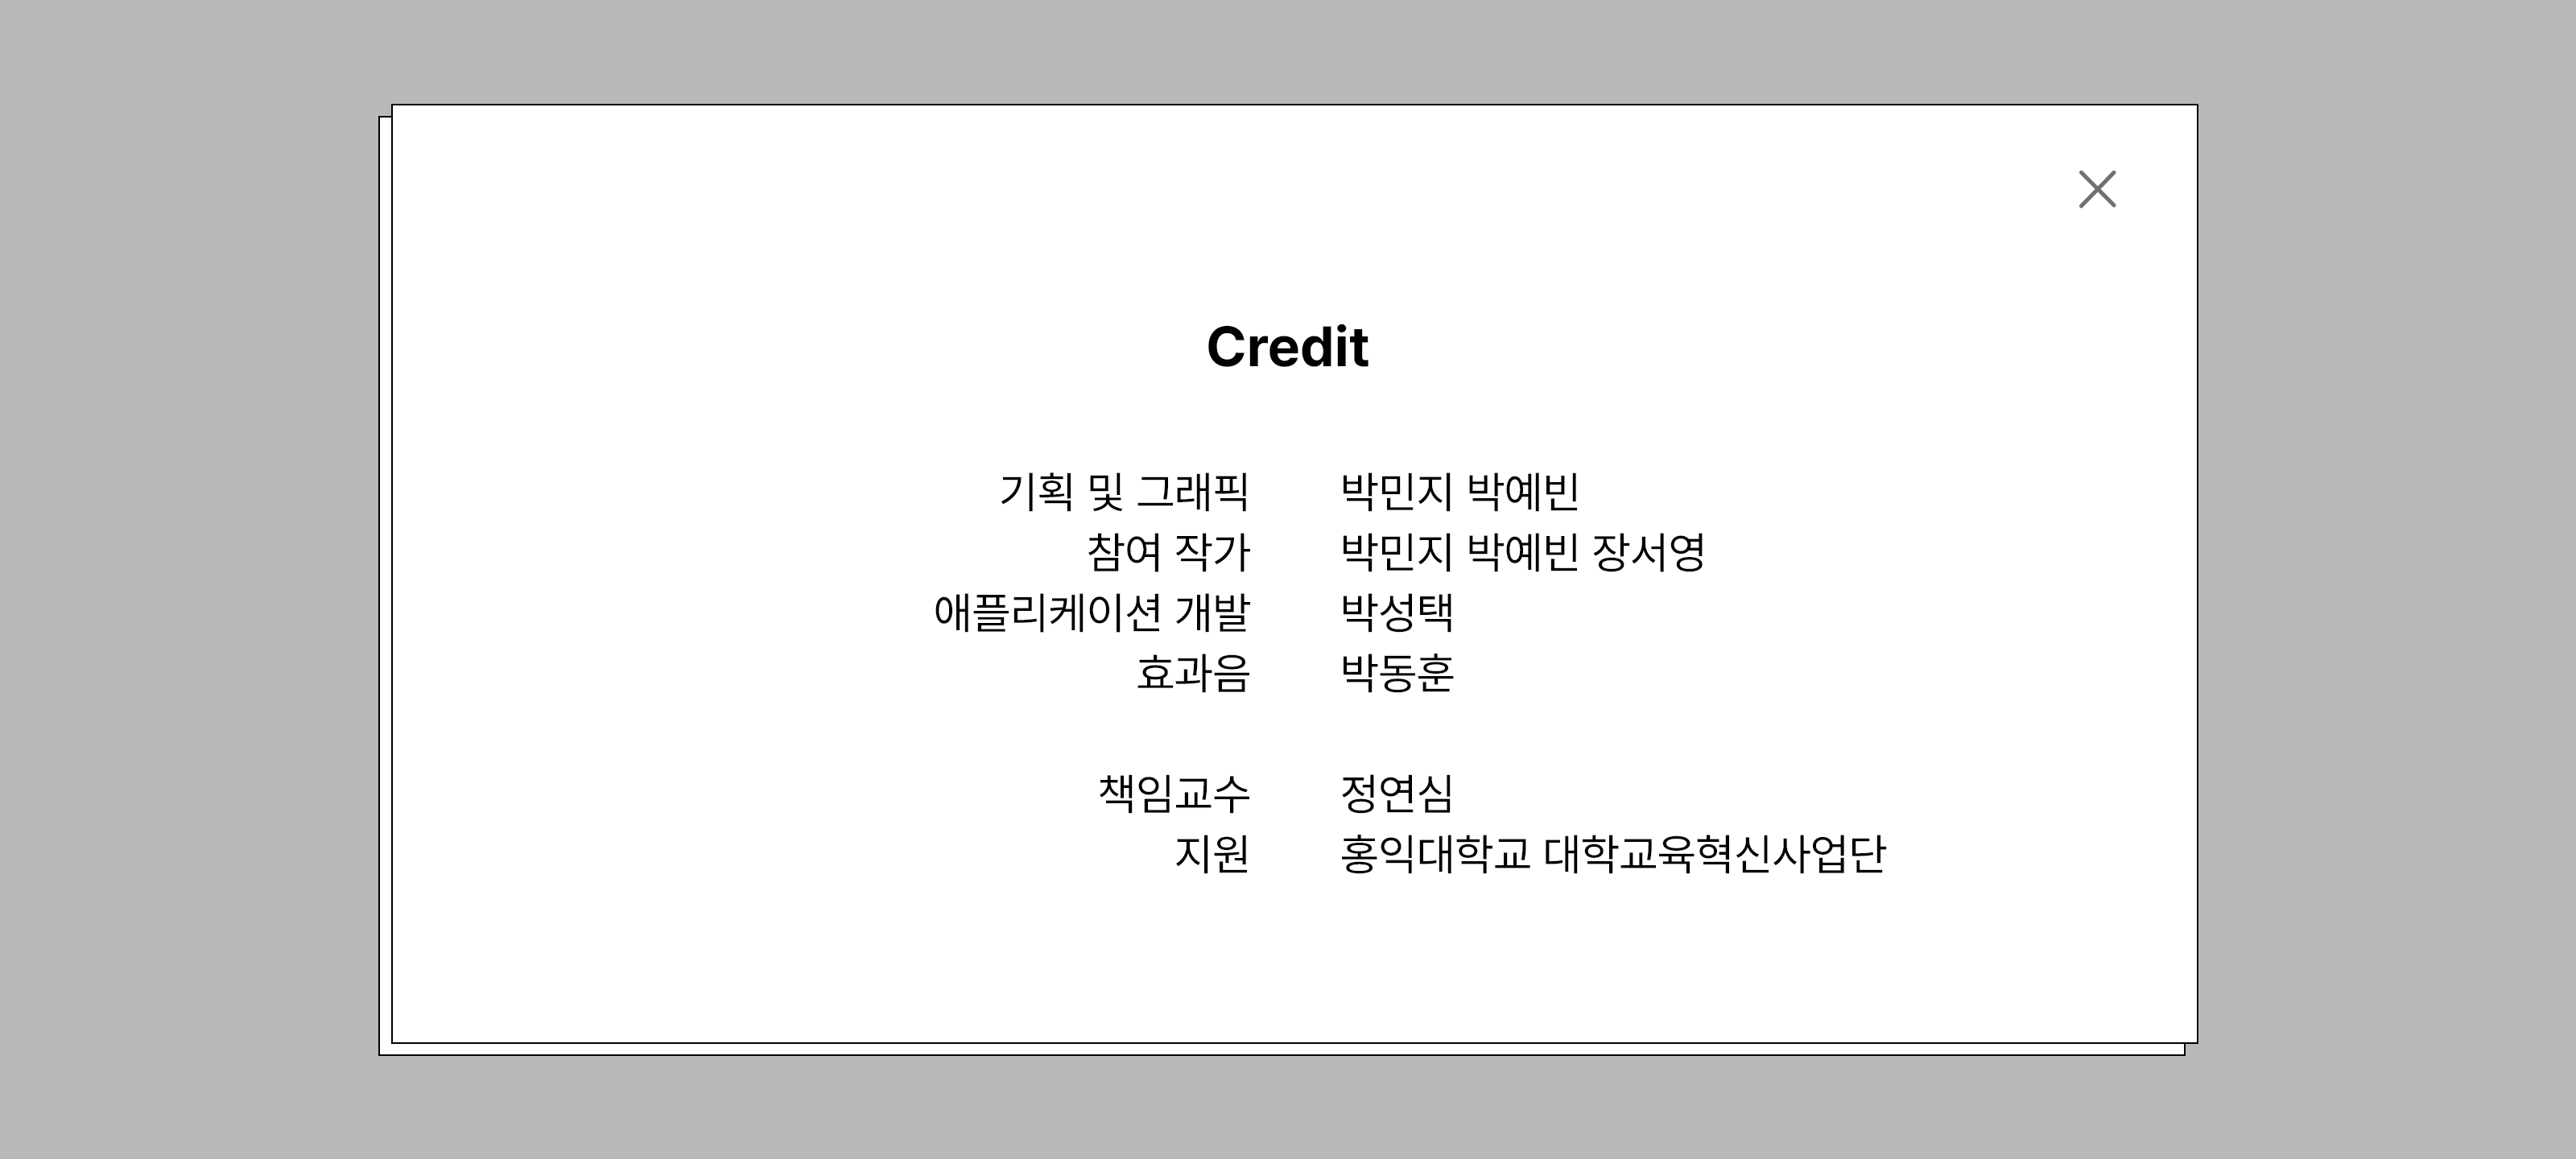 Credit
기획 및 그래픽 박민지 박예빈
참여 작가 박민지 박예빈 장서영
애플리케이션 개발 박성택
효과음 박동훈
책임교수 정연심
지원 홍익대학교 대학교육혁신사업단